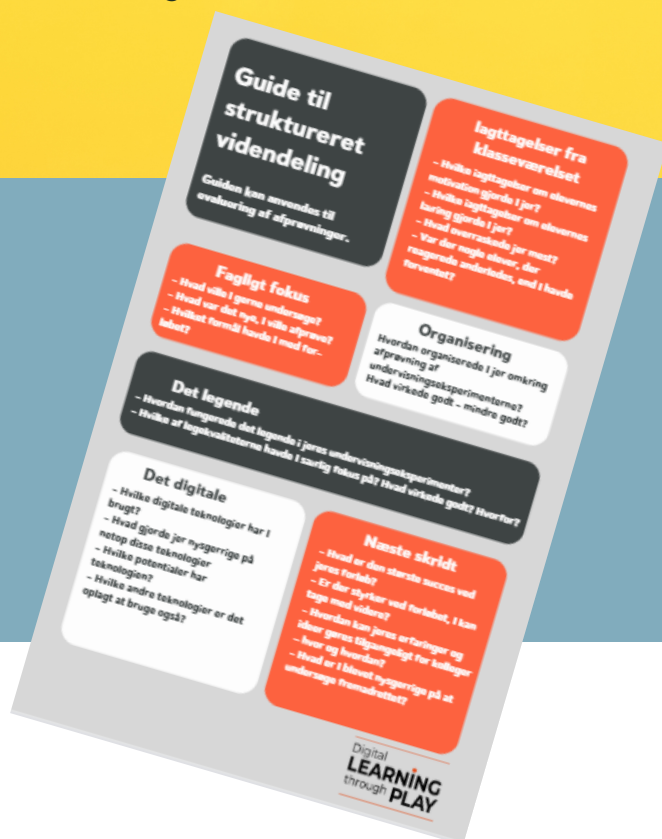 Guide til
struktureret
videndeling
Guiden kan anvendes til
evaluering af afprøvninger.
Iagttagelser fra
klasseværelset
– Hvilke iagttagelser om elevernes
motivation gjorde I jer?
– Hvilke iagttagelser om elevernes
læring gjorde I jer?
– Hvad overraskede jer mest?
– Var der nogle elever, der
reagerede anderledes, end I havde
forventet?
Fagligt fokus
– Hvad ville I gerne undersøge?
– Hvad var det nye, I ville afprøve?
– Hvilket formål havde I med for-
løbet?
Organisering
Hvordan organiserede I jer omkring
afprøvning af
undervisningseksperimenterne?
Hvad virkede godt – mindre godt?
Det legende
– Hvordan fungerede det legende i jeres undervisningseksperimenter?
– Hvilke af legekvaliteterne havde I særlig fokus på? Hvad virkede godt? Hvorfor?
Det digitale
– Hvilke digitale teknologier har I
brugt?
– Hvad gjorde jer nysgerrige på
netop disse teknologier
– Hvilke potentialer har
teknologien?
– Hvilke andre teknologier er det
oplagt at bruge også?
Næste skridt
– Hvad er den største succes ved
jeres forløb?
– Er der styrker ved forløbet, I kan
tage med videre?
– Hvordan kan jeres erfaringer og
ideer gøres tilgængeligt for kolleger
– hvor og hvordan?
– Hvad er I blevet nysgerrige på at
undersøge fremadrettet?
Digital
LEARNING
through
PLAY